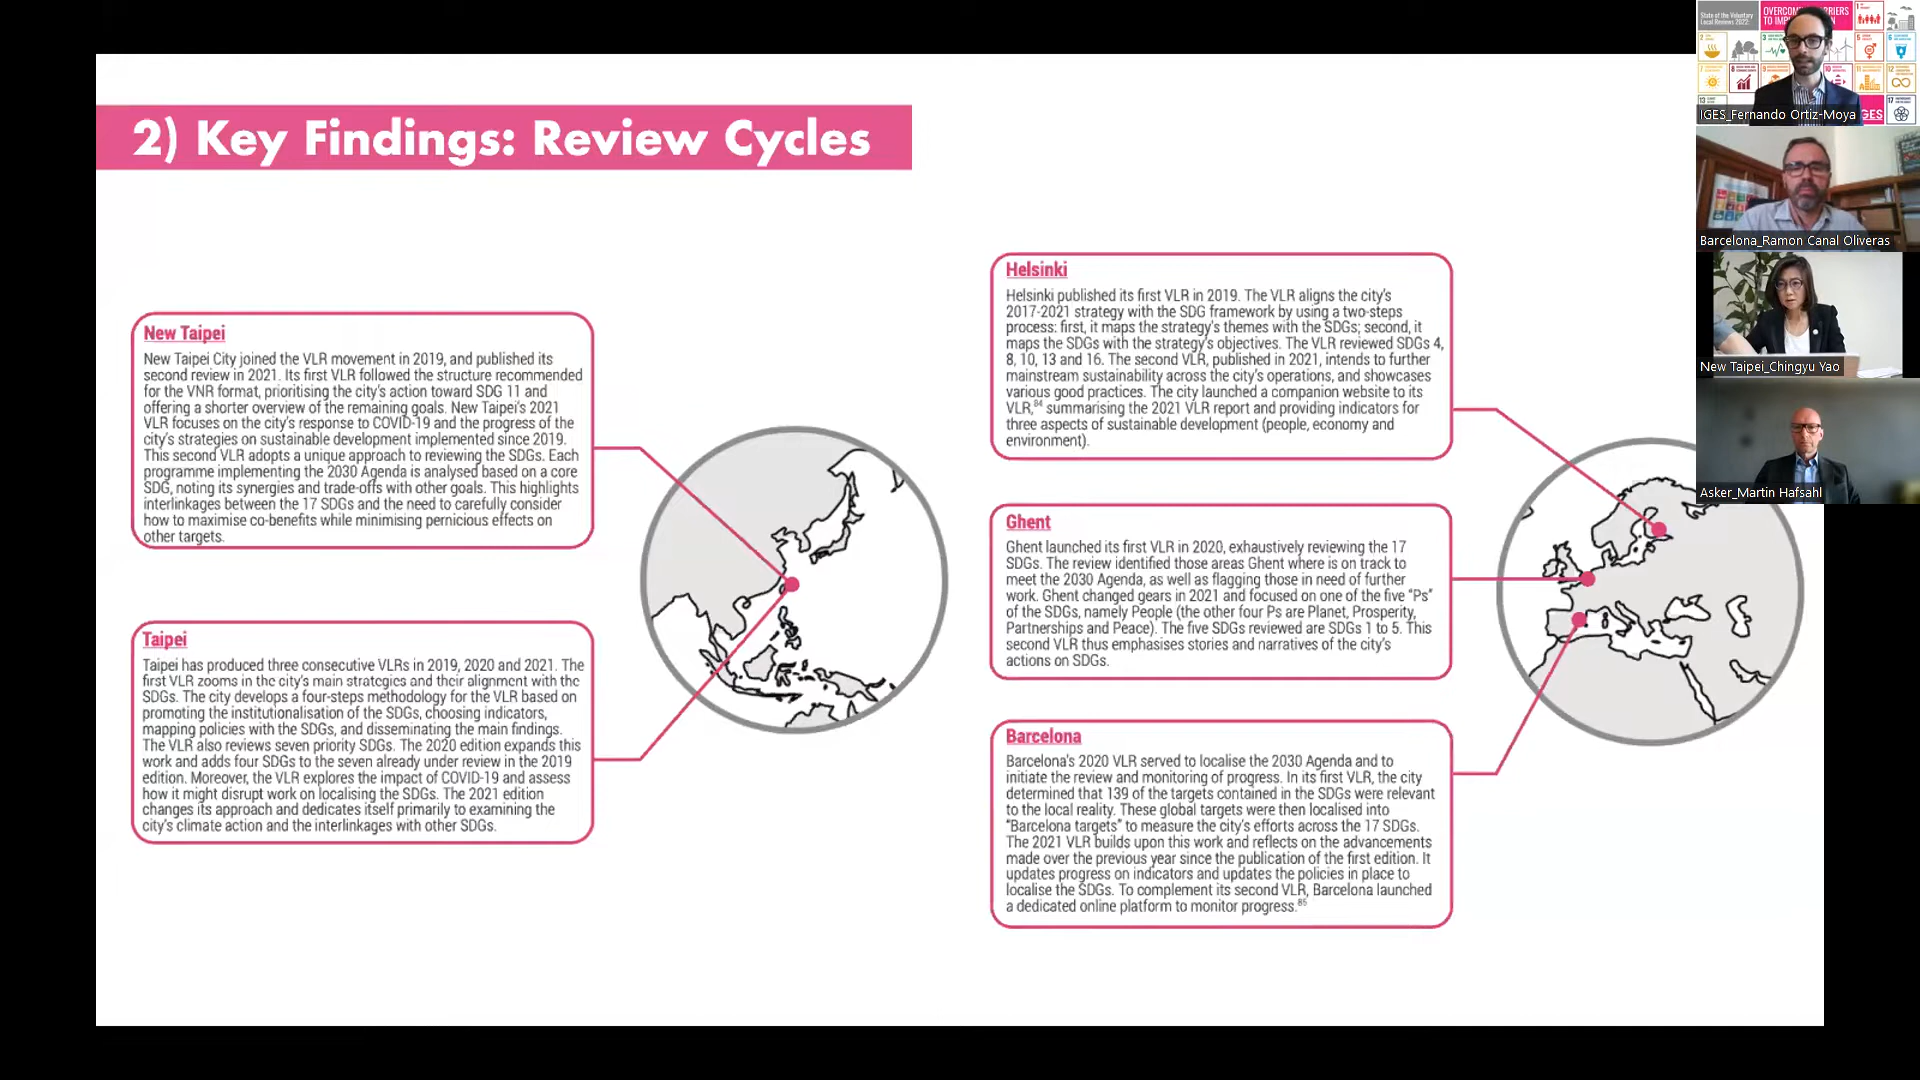 2) Key Findings: Review Cycles
New Taipei
New Taipei City joined the VLR movement in 2019, and published its
second review in 2021. Its first VLR followed the structure recommended
for the VNR format, prioritising the city's action toward SDG 11 and
offering a shorter overview of the remaining goals. New Taipei's 2021
VLR focuses on the city's response to COVID-19 and the progress of the
city's strategies on sustainable development implemented since 2019.
This second VLR adopts a unique approach to reviewing the SDGs. Each
programme implementing the 2030 Agenda is analysed based on a core
SDG, noting its synergies and trade-offs with other goals. This highlights
interlinkages between the 17 SDGs and the need to carefully consider
how to maximise co-benefits while minimising pernicious effects on
other targets.
Taipei
Taipei has produced three consecutive VLRs in 2019, 2020 and 2021. The
first VLR zooms in the city's main strategies and their alignment with the
SDGs. The city develops a four-steps methodology for the VLR based on
promoting the institutionalisation of the SDGs, choosing indicators,
mapping policies with the SDGs, and disseminating the main findings.
The VLR also reviews seven priority SDGs. The 2020 edition expands this
work and adds four SDGs to the seven already under review in the 2019
edition. Moreover, the VLR explores the impact of COVID-19 and assess
how it might disrupt work on localising the SDGs. The 2021 edition
changes its approach and dedicates itself primarily to examining the
city's climate action and the interlinkages with other SDGs.
Helsinki
Helsinki published its first VLR in 2019. The VLR aligns the city's
2017-2021 strategy with the SDG framework by using a two-steps
process: first, it maps the strategy's themes with the SDGs; second, it
maps the SDGs with the strategy's objectives. The VLR reviewed SDGs 4,
8, 10, 13 and 16. The second VLR, published in 2021, intends to further
mainstream sustainability across the city's operations, and showcases
various good practices. The city launched a companion website to its
VLR,84 summarising the 2021 VLR report and providing indicators for
three aspects of sustainable development (people, economy and
environment).
Ghent
Ghent launched its first VLR in 2020, exhaustively reviewing the 17
SDGs. The review identified those areas Ghent where is on track to
meet the 2030 Agenda, as well as flagging those in need of further
work. Ghent changed gears in 2021 and focused on one of the five “Ps”
of the SDGs, namely People (the other four Ps are Planet, Prosperity,
Partnerships and Peace). The five SDGs reviewed are SDGs 1 to 5. This
second VLR thus emphasises stories and narratives of the city's
actions on SDGs.
Barcelona
Barcelona's 2020 VLR served to localise the 2030 Agenda and to
initiate the review and monitoring of progress. In its first VLR, the city
determined that 139 of the targets contained in the SDGs were relevant
to the local reality. These global targets were then localised into
“Barcelona targets” to measure the city's efforts across the 17 SDGs.
The 2021 VLR builds upon this work and reflects on the advancements
made over the previous year since the publication of the first edition. It
updates progress on indicators and updates the policies in place to
localise the SDGs. To complement its second VLR, Barcelona launched
a dedicated online platform to monitor progress.85
State of the Voluntary
Local Reviews 2022
IGES_Fernando Ortiz-Moya
Barcelona_Ramon Canal Oliveras
New Taipei_Chingyu Yao
Asker_Martin Hafsahl